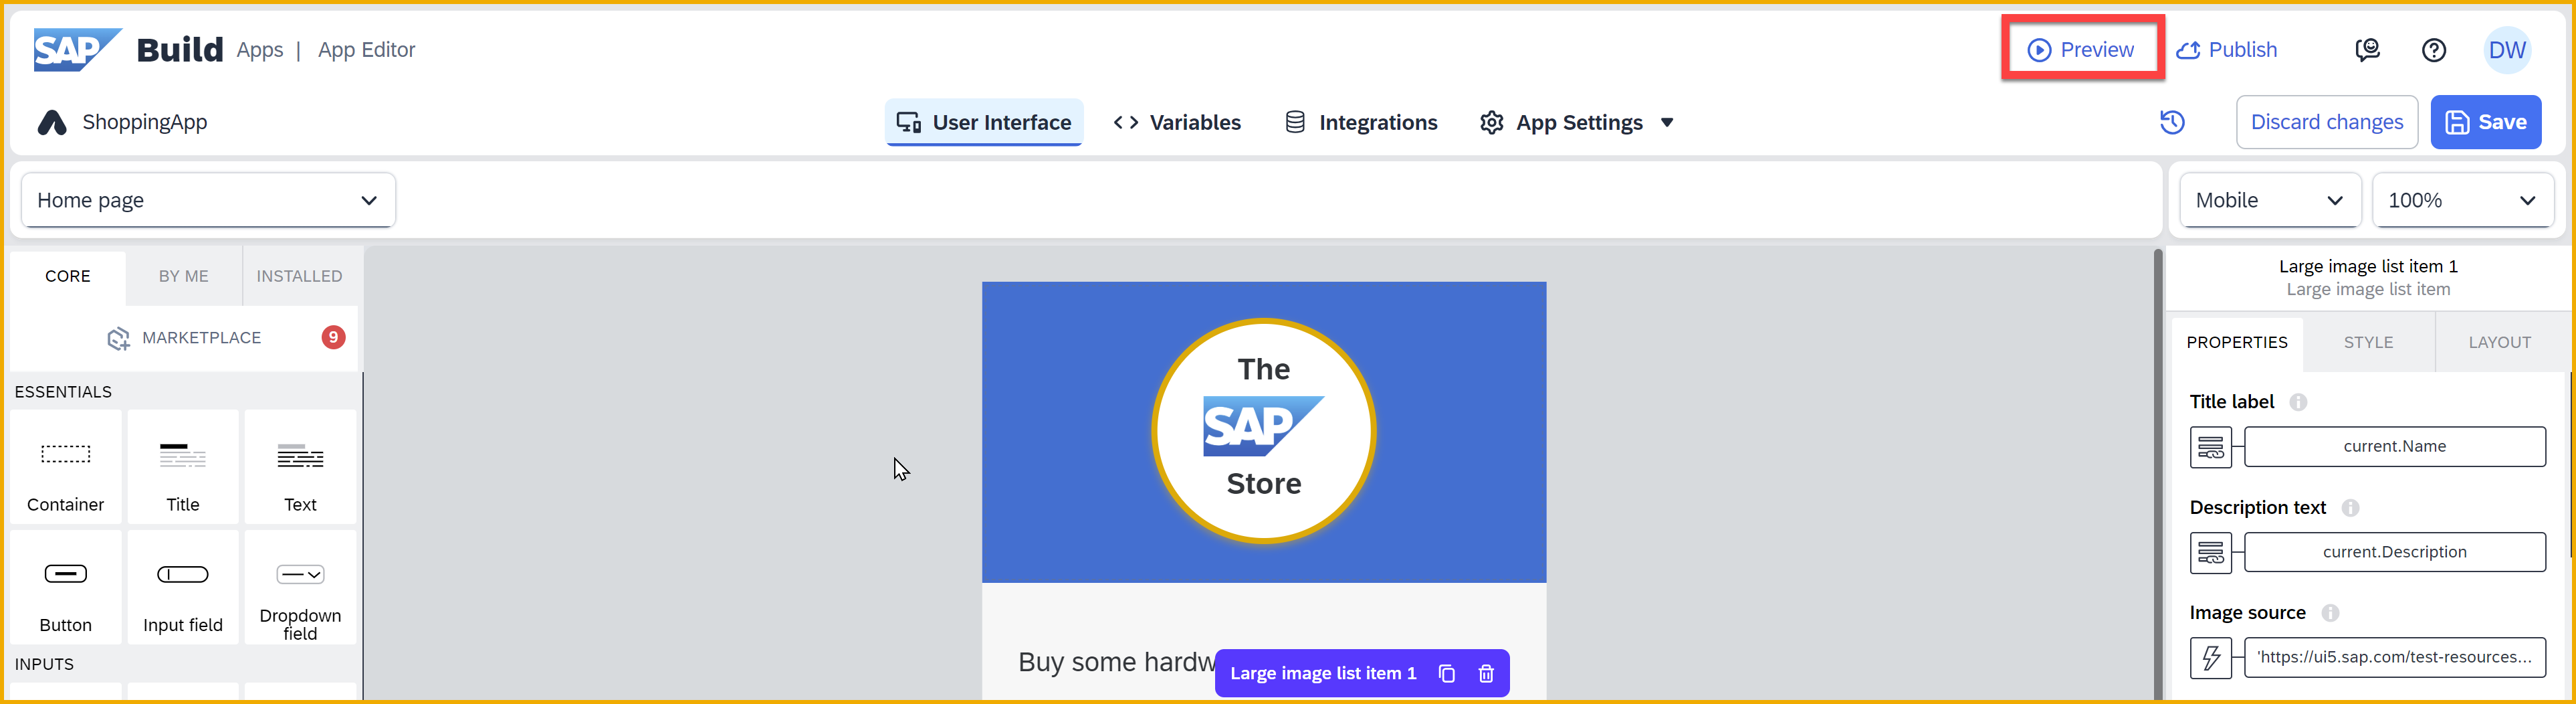 SAP Build Apps | App Editor
Preview
Publish
DW
ShoppingApp
User Interface
Variables
Integrations
App Settings
Discard changes
Save
Home page
Mobile
100%
CORE
BY ME
INSTALLED
MARKETPLACE
9
ESSENTIALS
Container
Title
Text
Button
Input field
Dropdown
field
INPUTS
The
SAP
Store
Buy some hardw
Large image list item 1
Large image list item 1
Large image list item
PROPERTIES
STYLE
LAYOUT
Title label
current.Name
Description text
current.Description
Image source
'https://ui5.sap.com/test-resources...